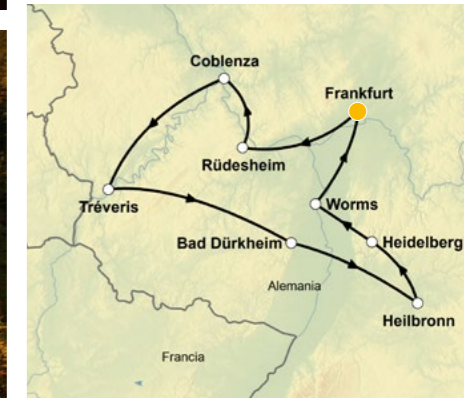 Coblenza
Frankfurt
Rüdesheim
Tréveris
Worms
Bad Dürkheim
Heidelberg
Alemania
Heilbronn
Francia